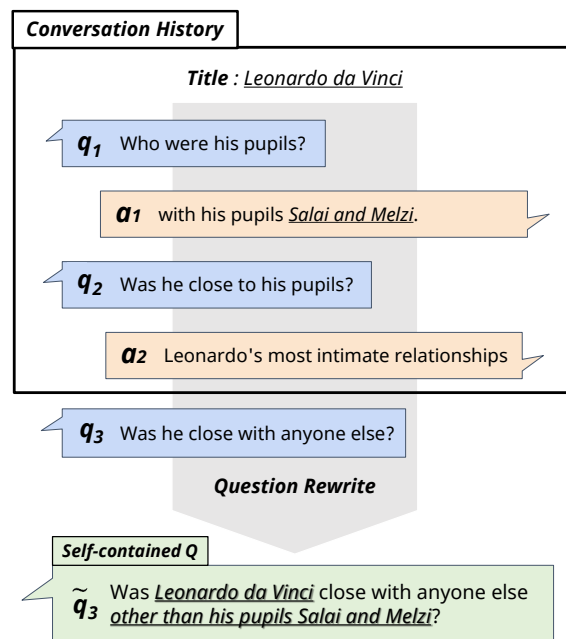 Conversation History
Title : Leonardo da Vinci
q1 Who were his pupils?
a1 with his pupils Salai and Melzi.
q2 Was he close to his pupils?
a2 Leonardo's most intimate relationships
q3 Was he close with anyone else?
Question Rewrite
Self-contained Q
q̃3 Was Leonardo da Vinci close with anyone else
other than his pupils Salai and Melzi?